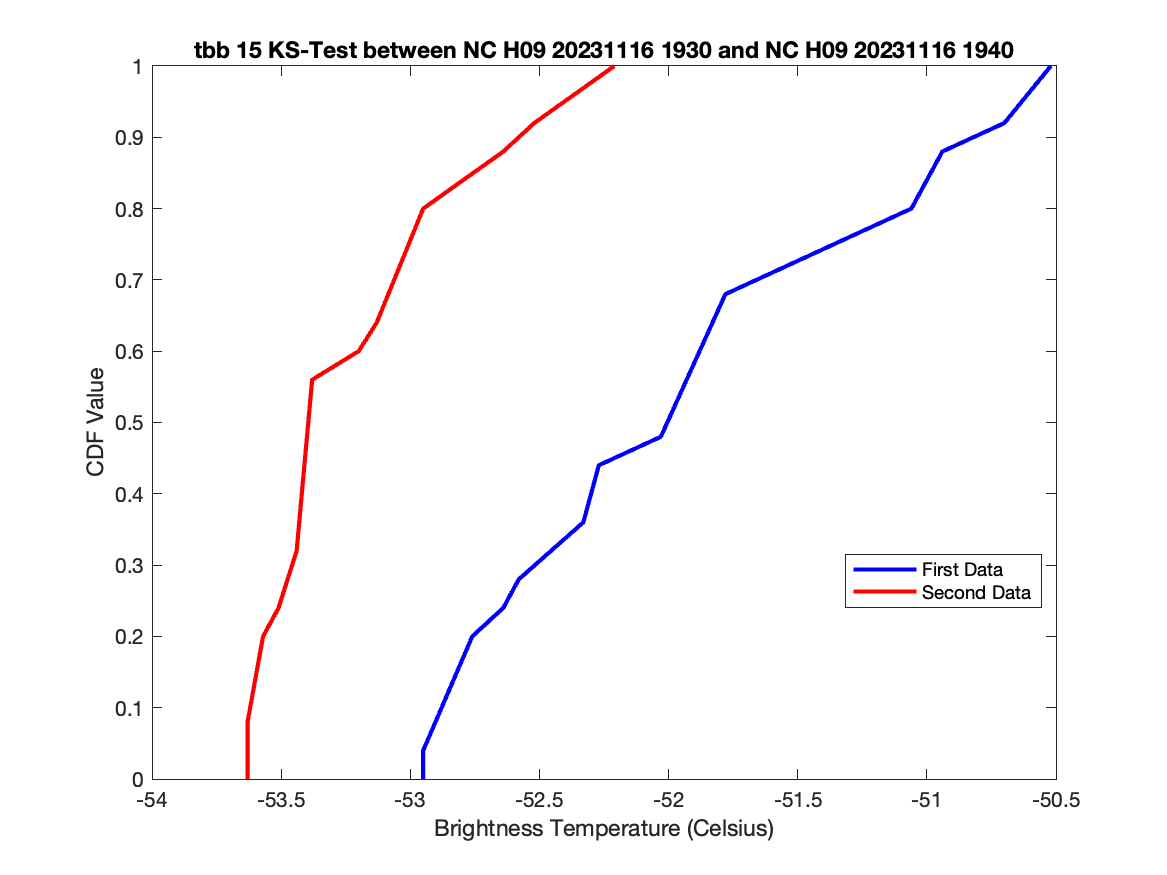 tbb 15 KS-Test between NC H09 20231116 1930 and NC H09 20231116 1940
1
0.9
0.8
0.7
0.6
0.5
0.4
0.3
0.2
0.1
0
CDF Value
First Data
Second Data
-54 -53.5 -53 -52.5 -52 -51.5 -51 -50.5
Brightness Temperature (Celsius)